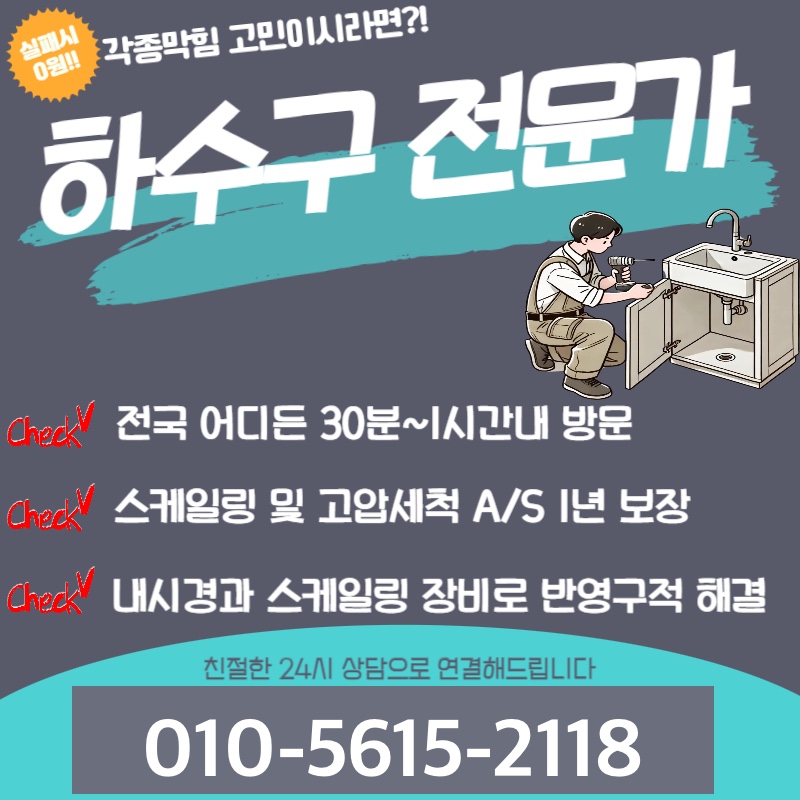 실패시
0원!!
각종막힘 고민이시라면?!
하수구 전문가
Check 전국 어디든 30분~1시간내 방문
Check 스케일링 및 고압세척 A/S 1년 보장
Check 내시경과 스케일링 장비로 반영구적 해결
친절한 24시 상담으로 연결해드립니다
010-5615-2118